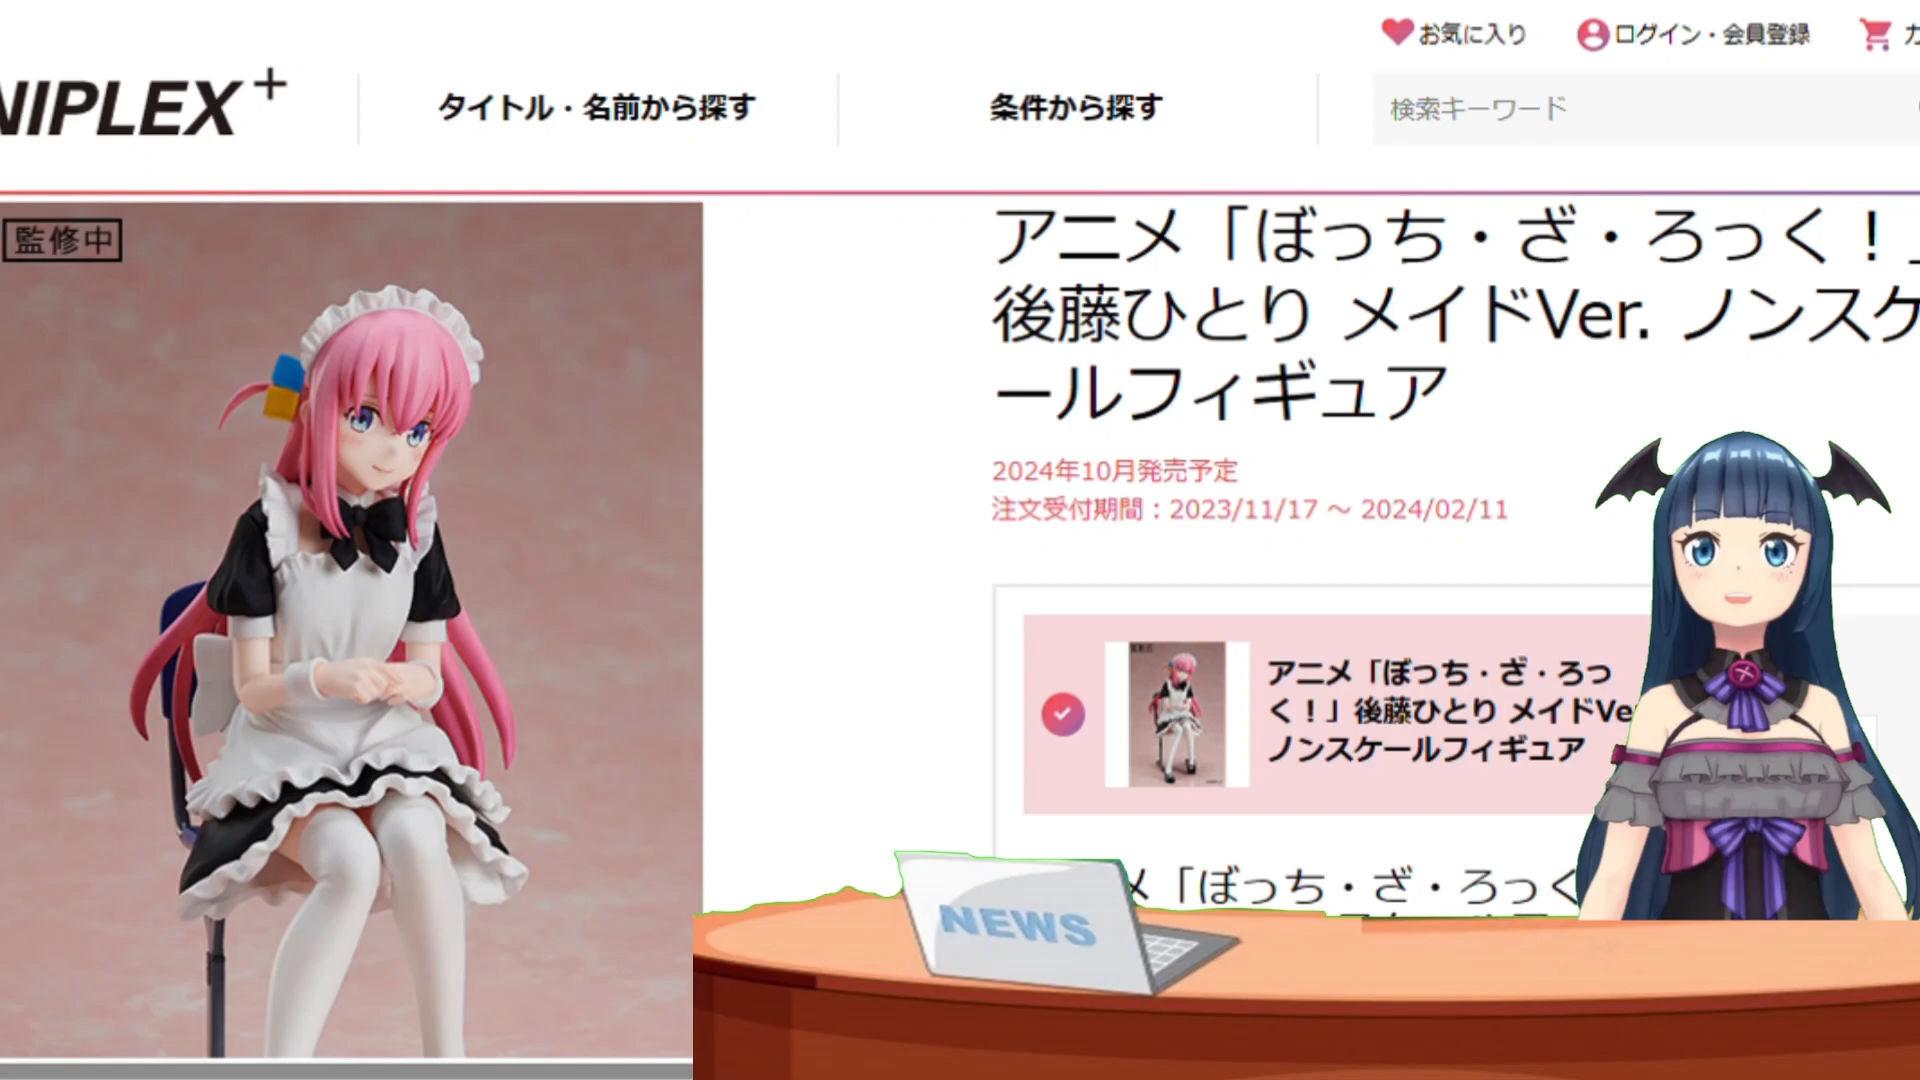 お気に入り
ログイン・会員登録
カ
NIPLEX+
タイトル・名前から探す
条件から探す
検索キーワード
監修中
アニメ「ぼっち・ざ・ろっく！」
後藤ひとり メイドVer. ノンスケ
ールフィギュア
2024年10月発売予定
注文受付期間：2023/11/17 ～ 2024/02/11
アニメ「ぼっち・ざ・ろっ
く！」後藤ひとり メイドVe
ノンスケールフィギュア
メ「ぼっち・ざ・ろっく
NEWS